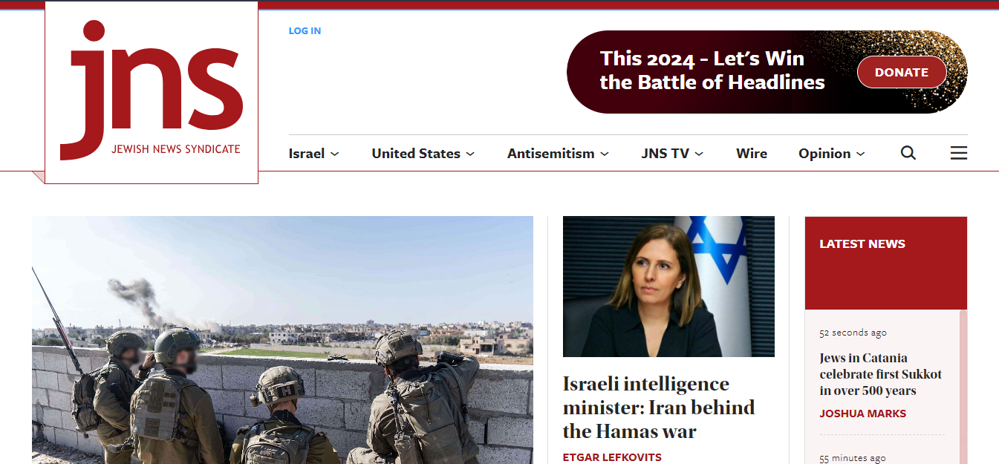 jns
JEWISH NEWS SYNDICATE
LOG IN
This 2024 - Let's Win
the Battle of Headlines
DONATE
Israel
United States
Antisemitism
JNS TV
Wire
Opinion
Israeli intelligence
minister: Iran behind
the Hamas war
ETGAR LEFKOVITS
LATEST NEWS
52 seconds ago
Jews in Catania
celebrate first Sukkot
in over 500 years
JOSHUA MARKS
55 minutes ago